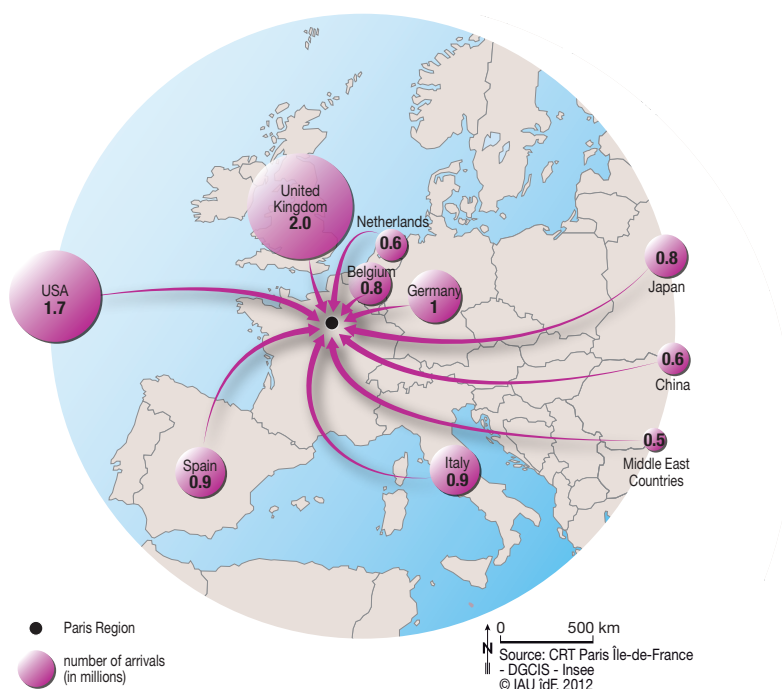 United
Kingdom
2.0
Netherlands
0.6
Belgium
0.8
Germany
1
USA
1.7
0.8
Japan
0.6
China
0.5
Middle East
Countries
Spain
0.9
Italy
0.9
Paris Region
number of arrivals
(in millions)
N
0 500 km
Source: CRT Paris Île-de-France
- DGCIS - Insee
© IAU îdF, 2012